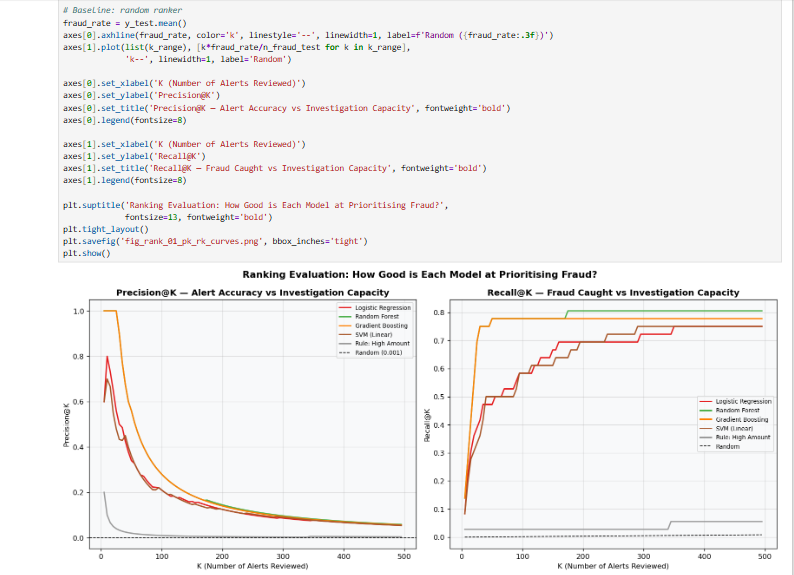 # Baseline: random ranker
fraud_rate = y_test.mean()
axes[0].axhline(fraud_rate, color='k', linestyle='--', linewidth=1, label=f'Random ({fraud_rate:.3f})')
axes[1].plot(list(k_range), [k*fraud_rate/n_fraud_test for k in k_range],
'k--', linewidth=1, label='Random')
axes[0].set_xlabel('K (Number of Alerts Reviewed)')
axes[0].set_ylabel('Precision@K')
axes[0].set_title('Precision@K — Alert Accuracy vs Investigation Capacity', fontweight='bold')
axes[0].legend(fontsize=8)
axes[1].set_xlabel('K (Number of Alerts Reviewed)')
axes[1].set_ylabel('Recall@K')
axes[1].set_title('Recall@K — Fraud Caught vs Investigation Capacity', fontweight='bold')
axes[1].legend(fontsize=8)
plt.suptitle('Ranking Evaluation: How Good is Each Model at Prioritising Fraud?',
fontsize=13, fontweight='bold')
plt.tight_layout()
plt.savefig('fig_rank_01_pk_rk_curves.png', bbox_inches='tight')
plt.show()
Ranking Evaluation: How Good is Each Model at Prioritising Fraud?
Precision@K — Alert Accuracy vs Investigation Capacity
Precision@K
1.0
0.8
0.6
0.4
0.2
0.0
Logistic Regression
Random Forest
Gradient Boosting
SVM (Linear)
Rule: High Amount
Random (0.001)
0 100 200 300 400 500
K (Number of Alerts Reviewed)
Recall@K — Fraud Caught vs Investigation Capacity
Recall@K
0.8
0.7
0.6
0.5
0.4
0.3
0.2
0.1
0.0
Logistic Regression
Random Forest
Gradient Boosting
SVM (Linear)
Rule: High Amount
Random
0 100 200 300 400 500
K (Number of Alerts Reviewed)